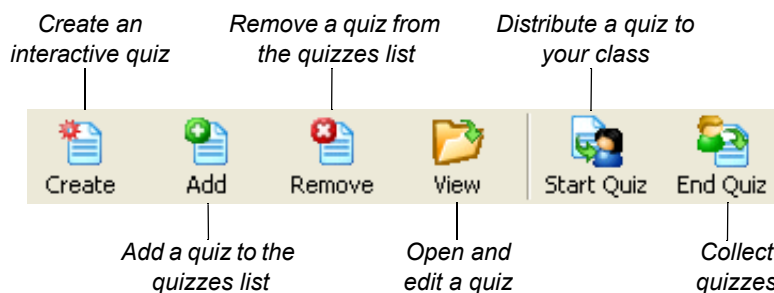 Create an
interactive quiz
Remove a quiz from
the quizzes list
Distribute a quiz to
your class
Create
Add
Remove
View
Start Quiz
End Quiz
Add a quiz to the
quizzes list
Open and
edit a quiz
Collect
quizzes